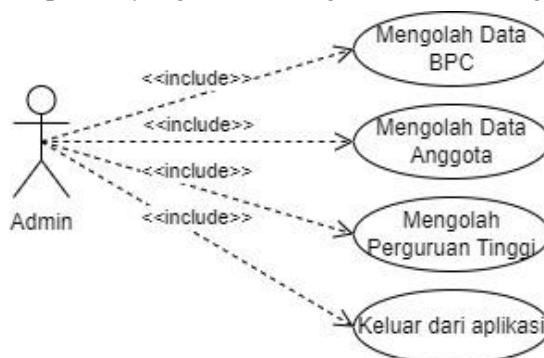 Mengolah Data
BPC
<<include>>
<<include>>
Mengolah Data
Anggota
<<include>>
<<include>>
Admin
Mengolah
Perguruan Tinggi
Keluar dari aplikasi